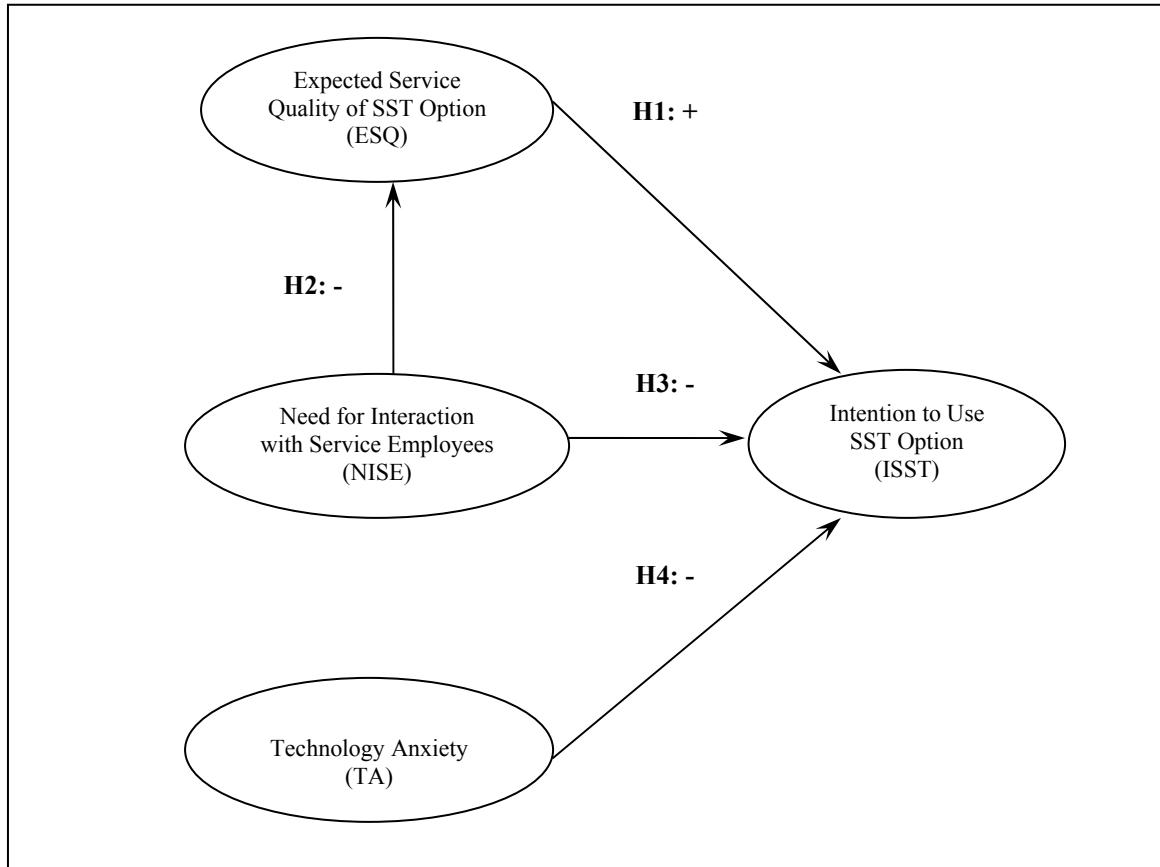 Expected Service
Quality of SST Option
(ESQ)
H1: +
H2: -
Need for Interaction
with Service Employees
(NISE)
H3: -
Intention to Use
SST Option
(ISST)
H4: -
Technology Anxiety
(TA)